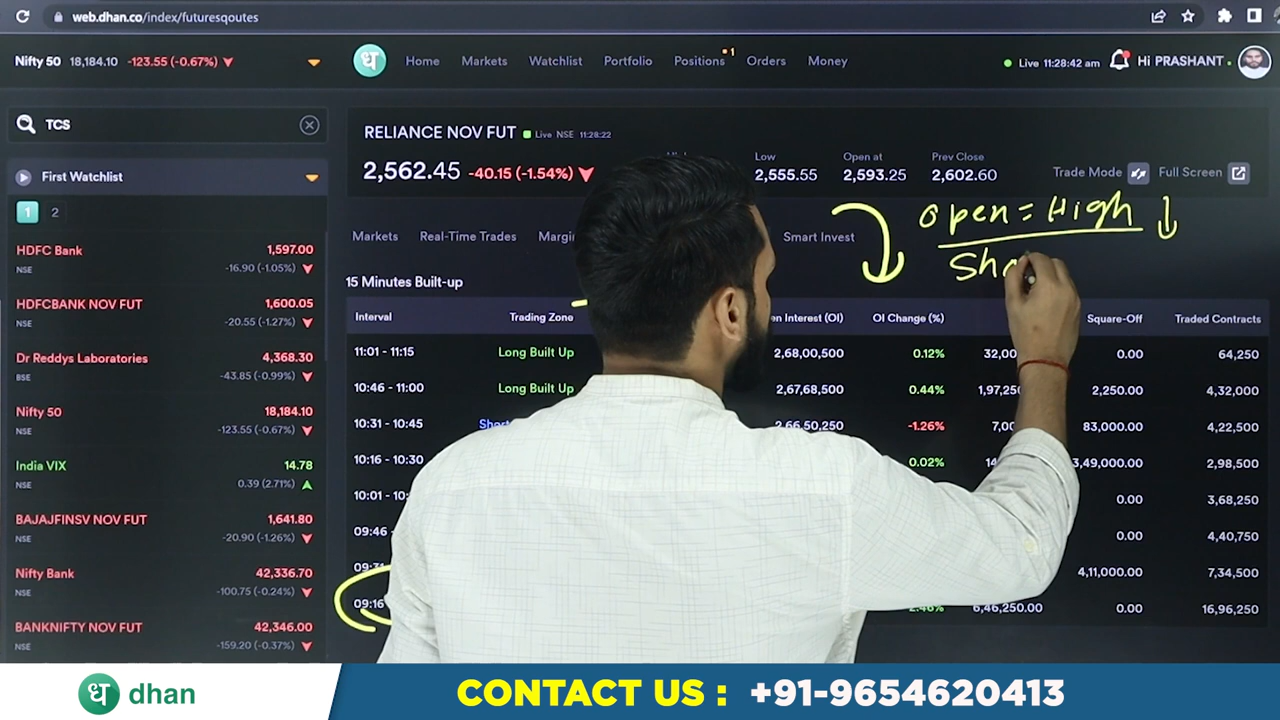 web.dhan.co/index/futuresqoutes
Nifty 50 18,184.10 -123.55 (-0.67%)
ध Home Markets Watchlist Portfolio Positions 1 Orders Money
Live 11:28:42 am Hi PRASHANT
TCS
First Watchlist
1 2
HDFC Bank 1,597.00
NSE -16.90 (-1.05%)
HDFCBANK NOV FUT 1,600.05
NSE -20.55 (-1.27%)
Dr Reddys Laboratories 4,368.30
BSE -43.85 (-0.99%)
Nifty 50 18,184.10
NSE -123.55 (-0.67%)
India VIX 14.78
NSE 0.39 (2.71%)
BAJAJFINSV NOV FUT 1,641.80
NSE -20.90 (-1.26%)
Nifty Bank 42,336.70
NSE -100.75 (-0.24%)
BANKNIFTY NOV FUT 42,346.00
NSE -159.20 (-0.37%)
RELIANCE NOV FUT Live NSE 11:28:22
2,562.45 -40.15 (-1.54%)
Low Open at Prev Close
2,555.55 2,593.25 2,602.60
Trade Mode Full Screen
Markets Real-Time Trades Smart Invest
open = High
15 Minutes Built-up
Interval Trading Zone Interest (OI) OI Change (%) Square-Off Traded Contracts
11:01 - 11:15 Long Built Up 2,68,00,500 0.12% 0.00 64,250
10:46 - 11:00 Long Built Up 2,67,68,500 0.44% 2,250.00 4,32,000
10:31 - 10:45 2,66,50,250 -1.26% 83,000.00 4,22,500
10:16 - 10:30 0.02% 3,49,000.00 2,98,500
10:01 0.00 3,68,250
09:46 0.00 4,40,750
4,11,000.00 7,34,500
09:16 6,46,250.00 0.00 16,96,250
ध dhan
CONTACT US : +91-9654620413